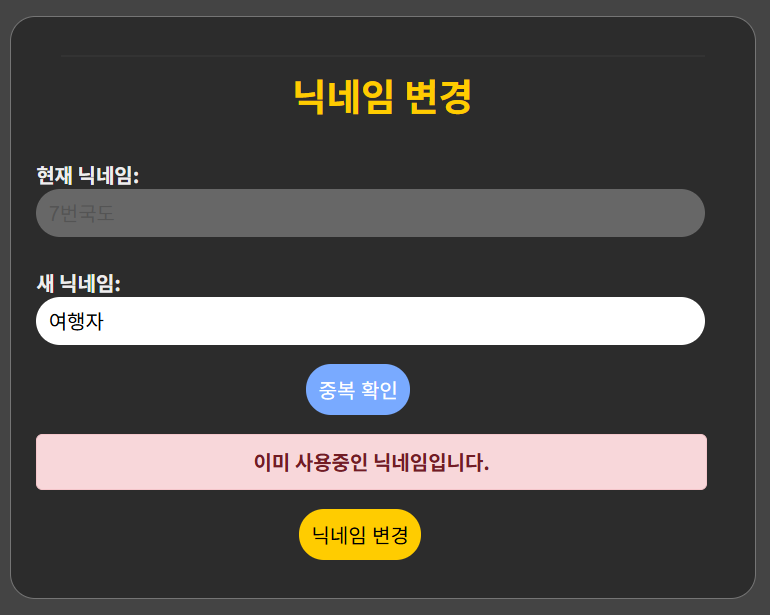 닉네임 변경
현재 닉네임:
7번국도
새 닉네임:
여행자
중복 확인
이미 사용중인 닉네임입니다.
닉네임 변경